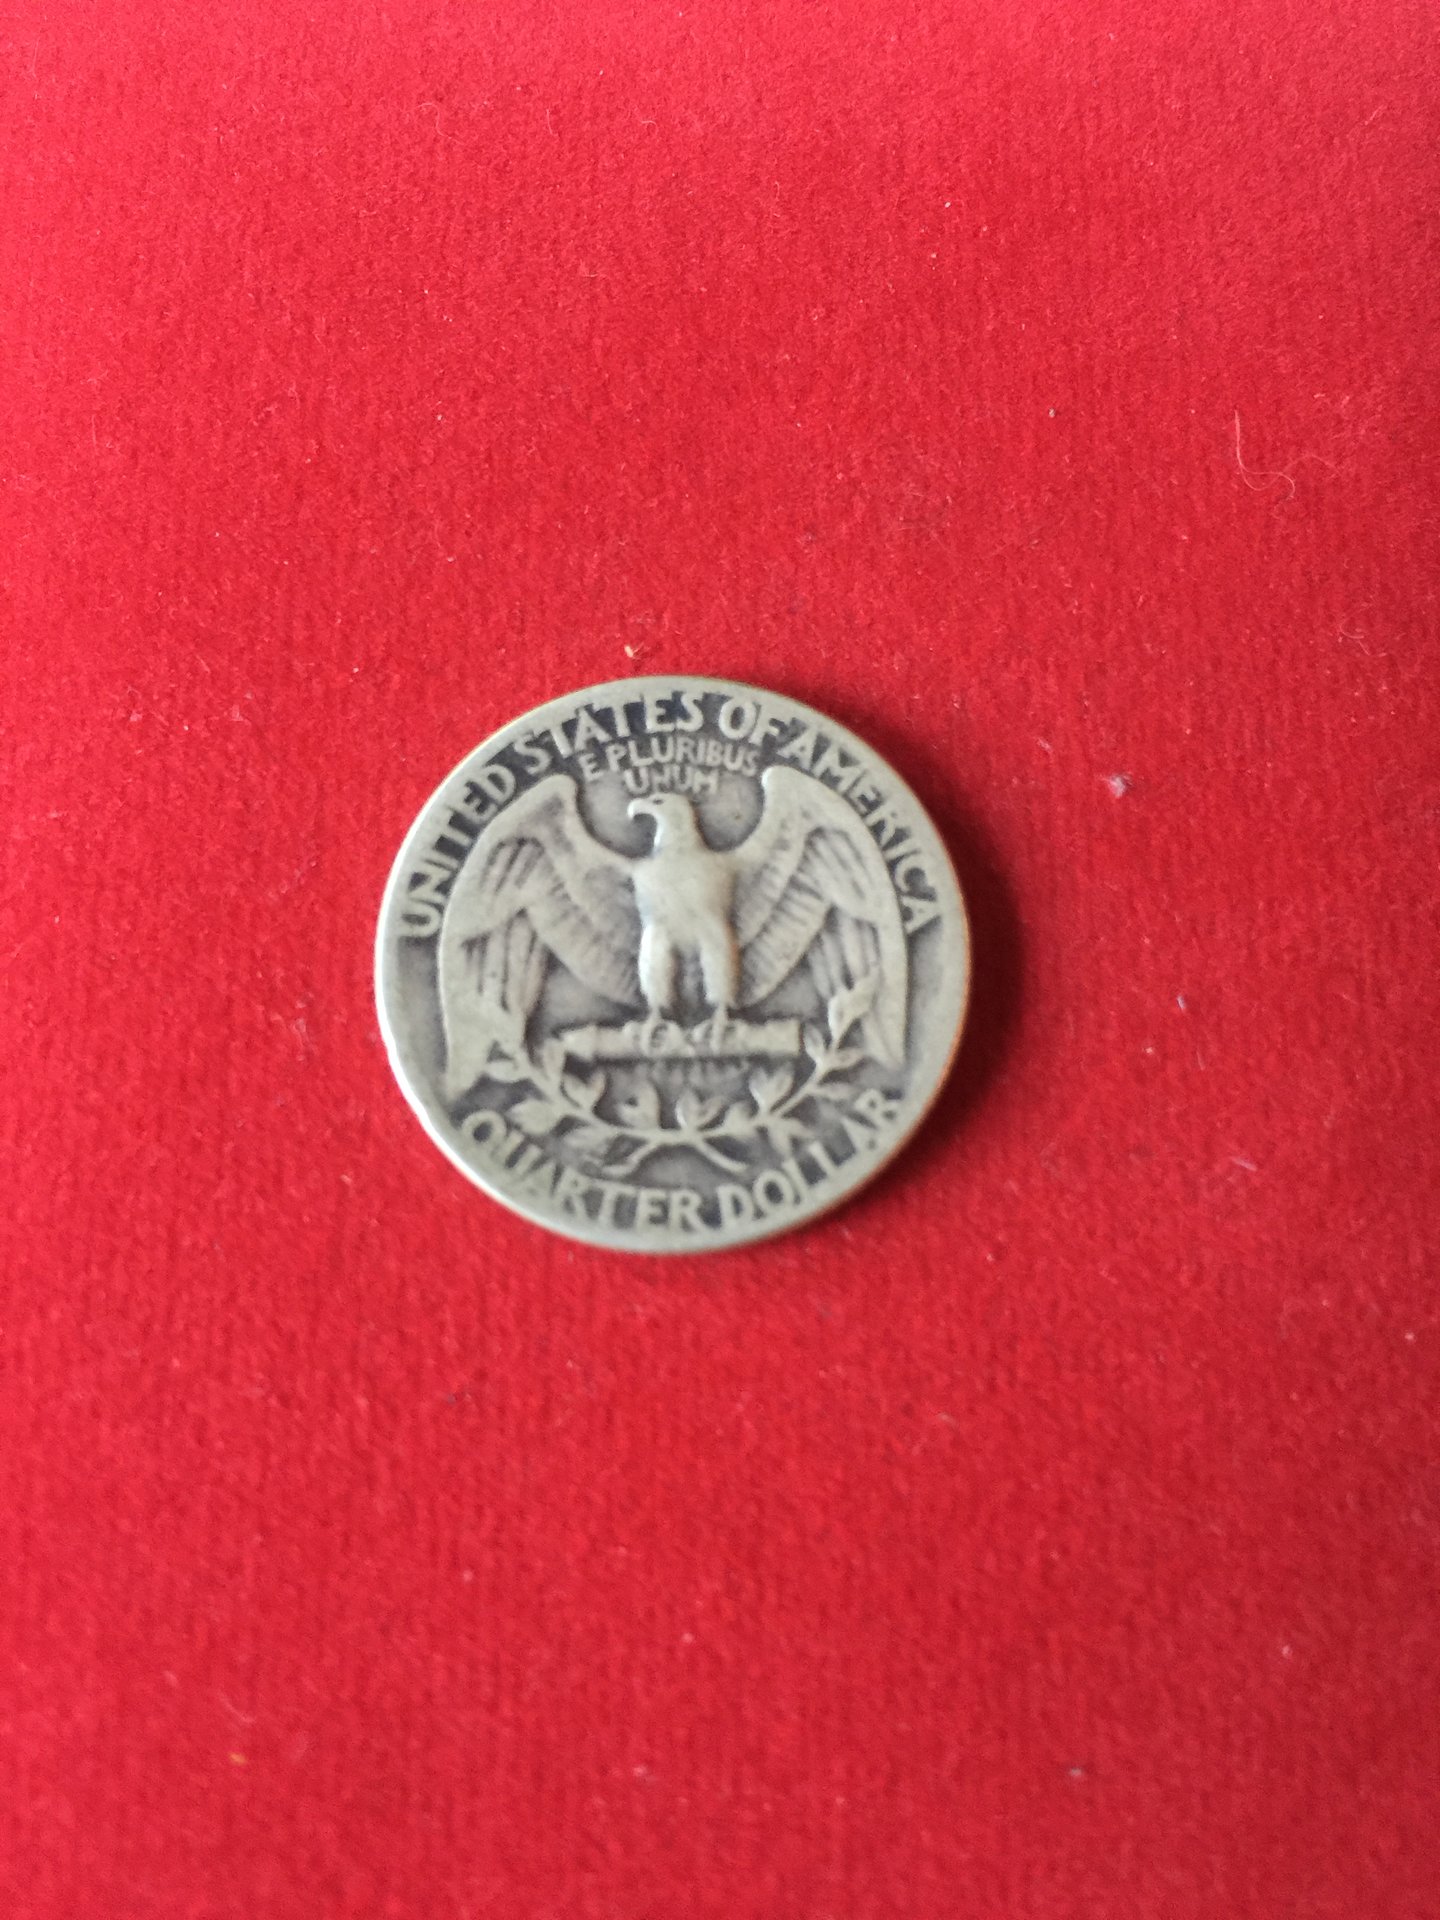 UNITED STATES OF AMERICA
E PLURIBUS
UNUM
QUARTER DOLLAR